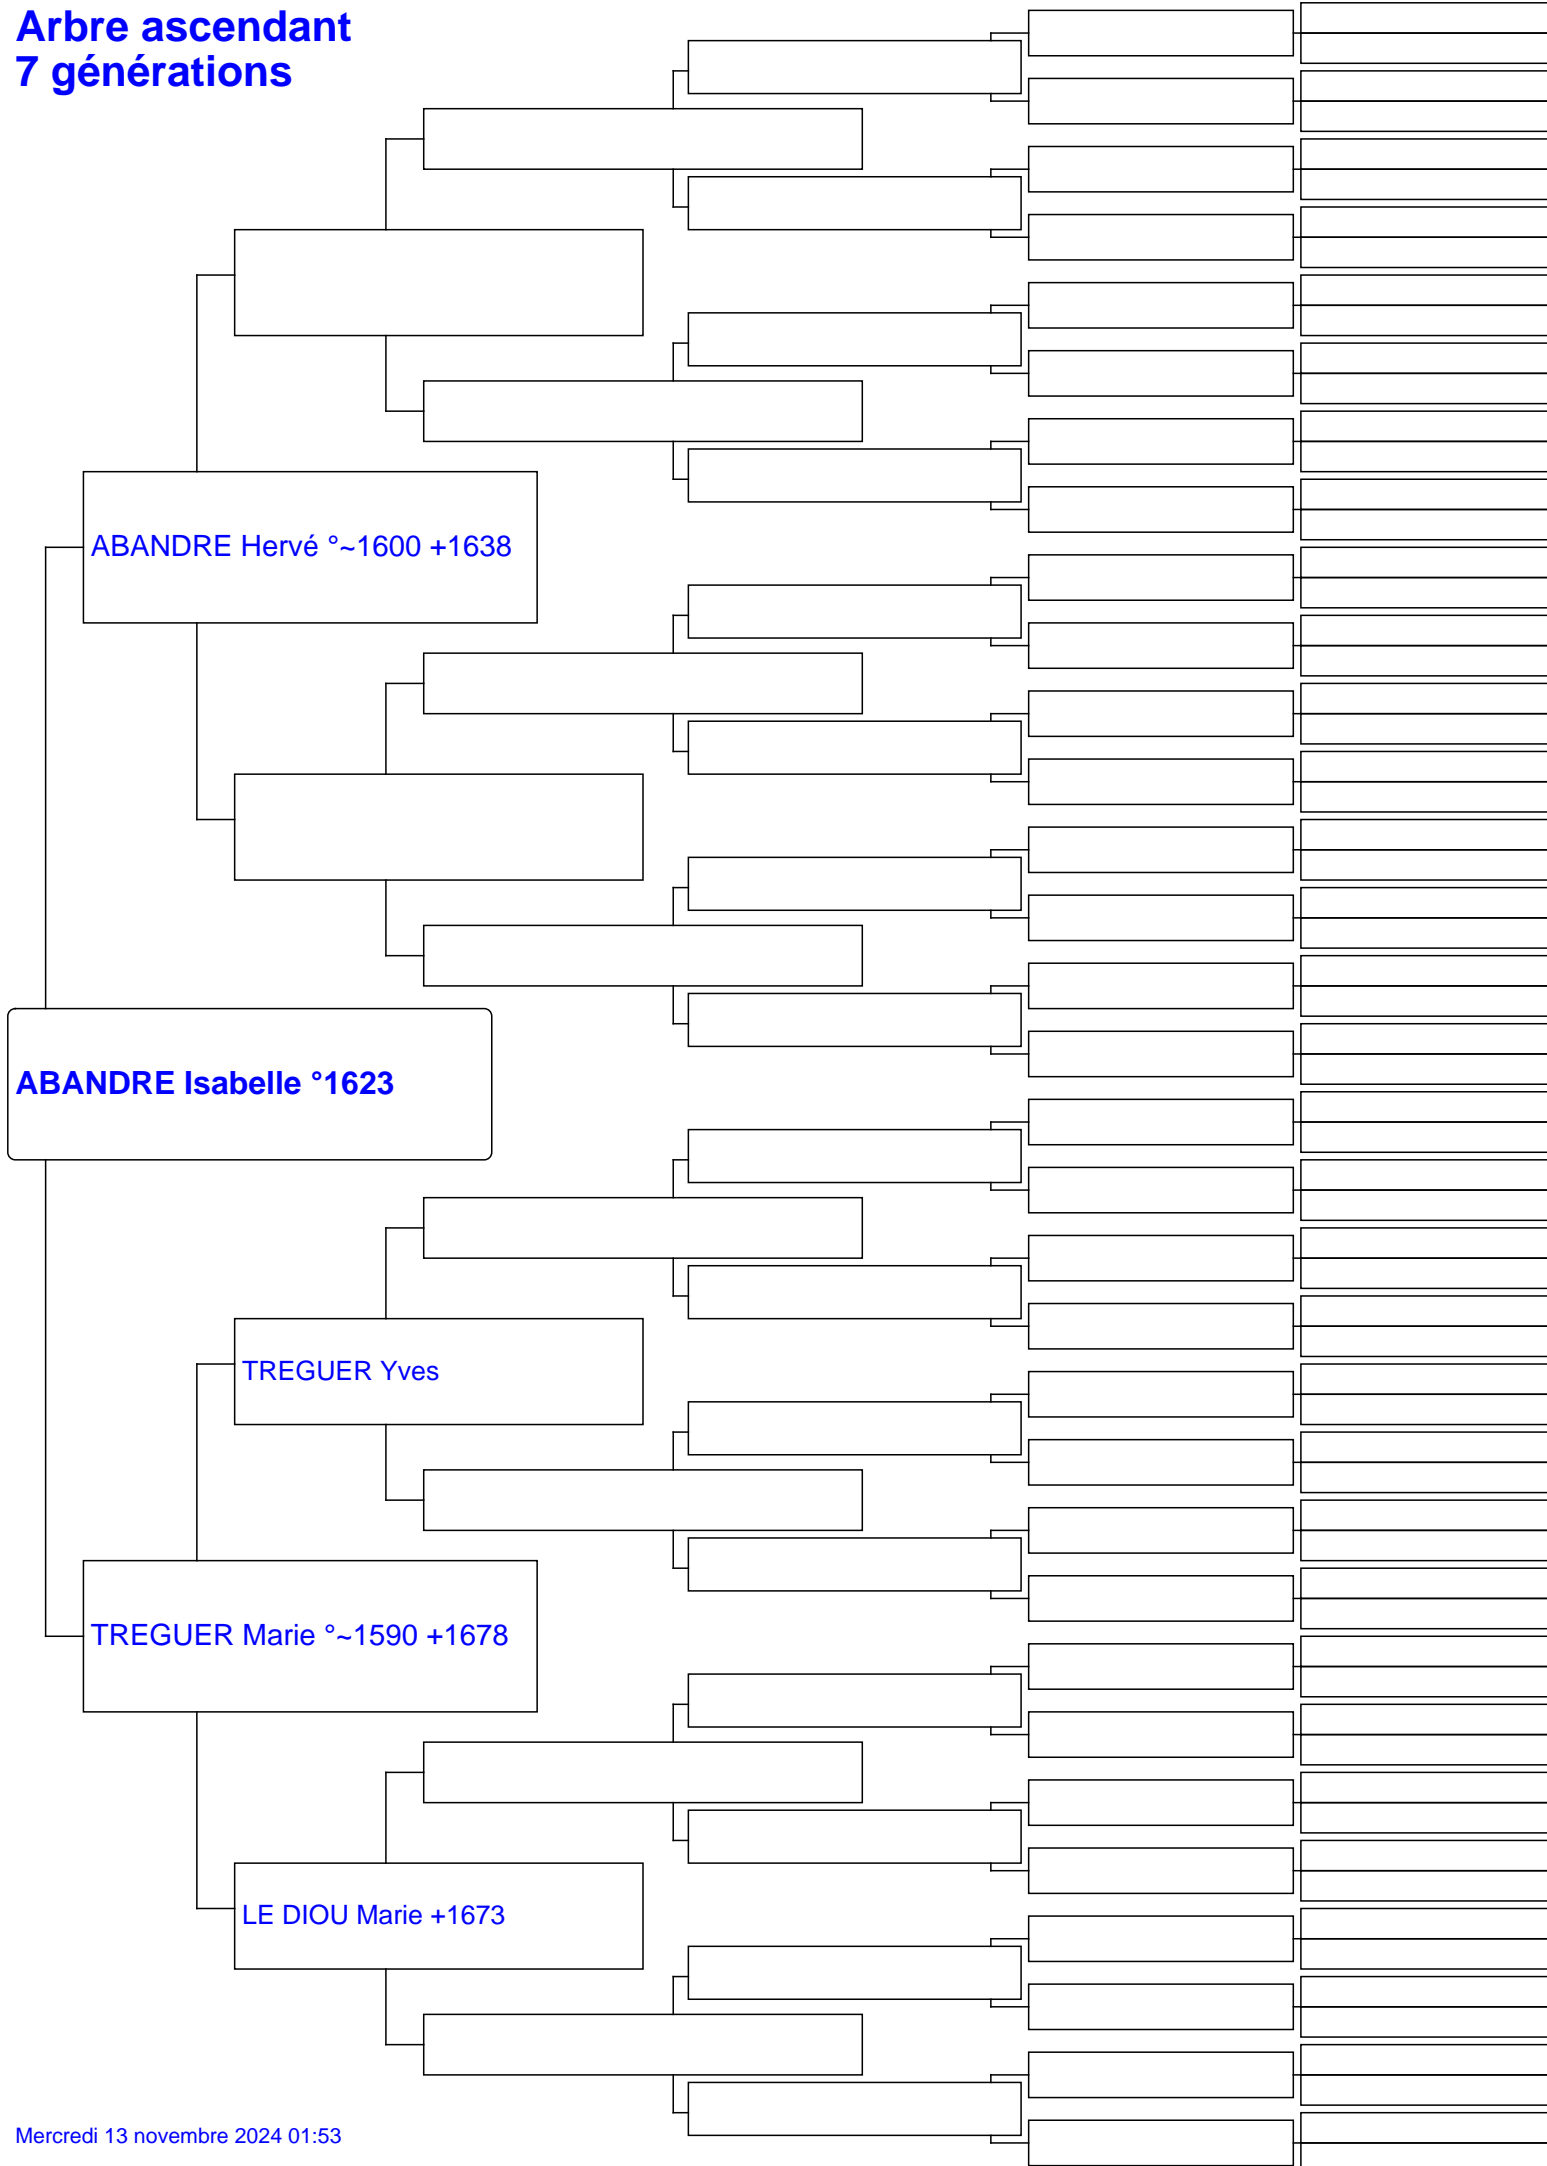 Arbre ascendant
7 générations
ABANDRE Hervé °~1600 +1638
ABANDRE Isabelle °1623
TREGUER Yves
TREGUER Marie °~1590 +1678
LE DIOU Marie +1673
Mercredi 13 novembre 2024 01:53